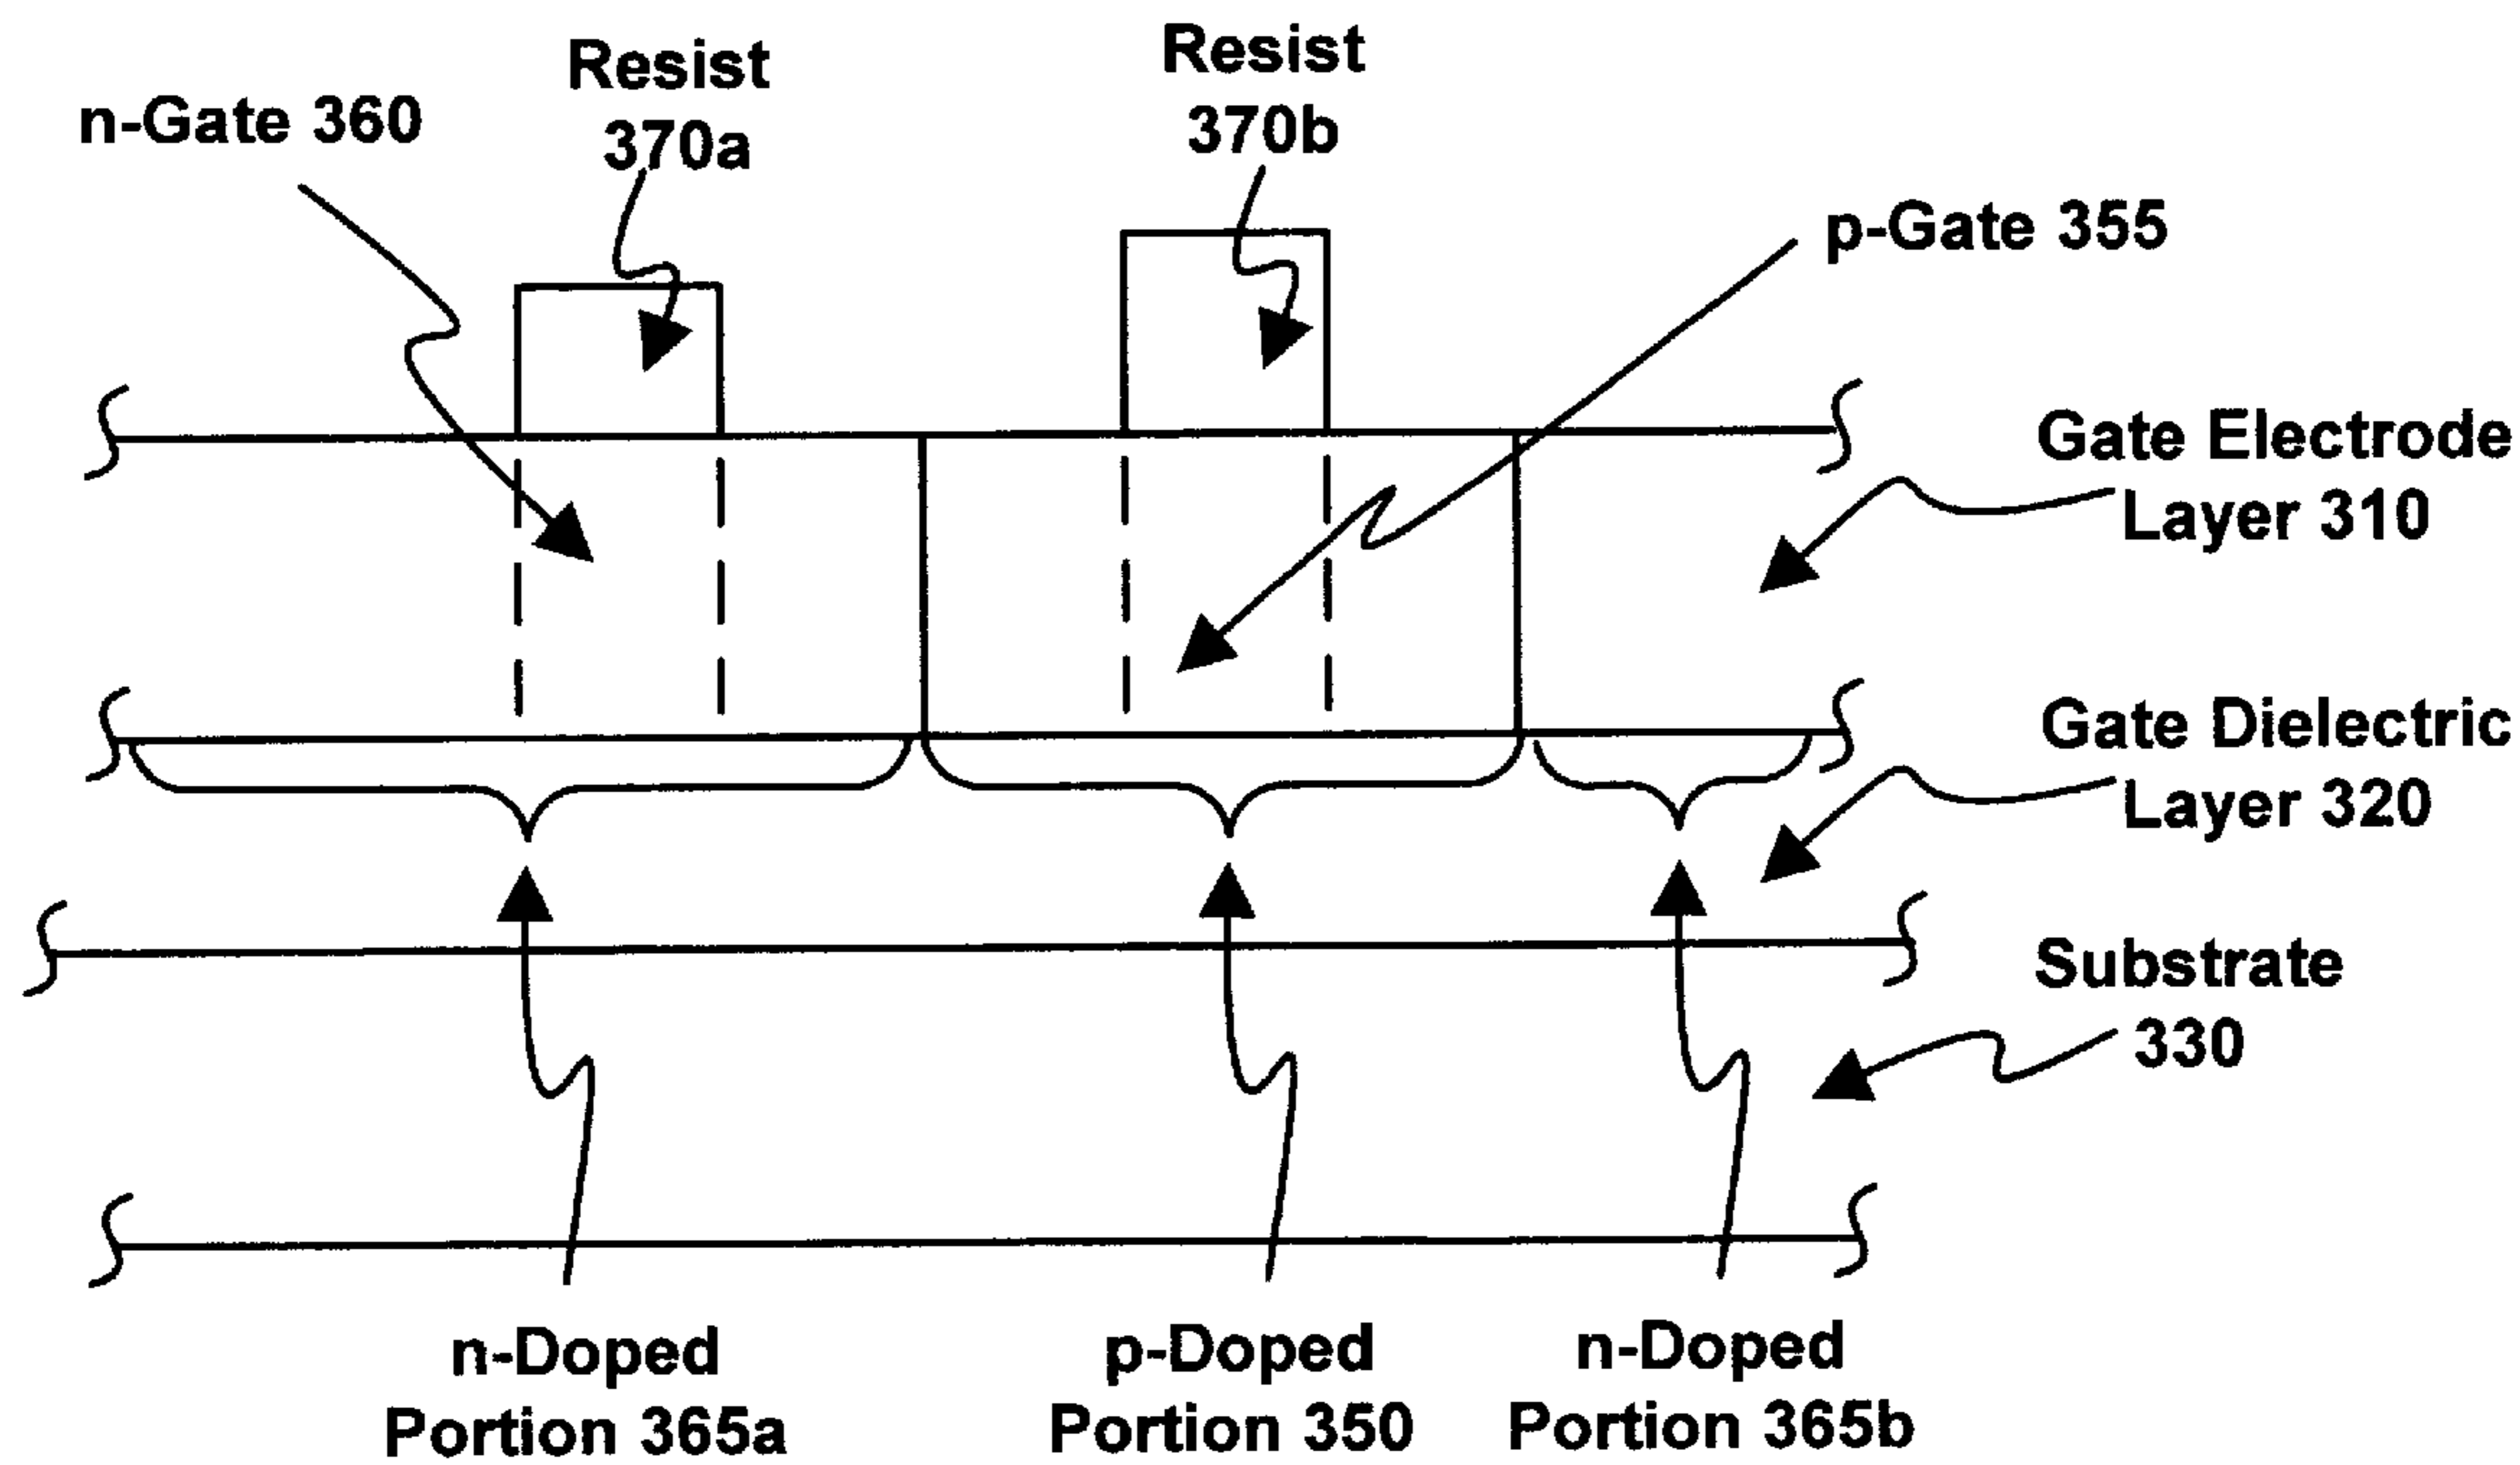 Resist
370a
Resist
370b
n-Gate 360
p-Gate 355
Gate Electrode
Layer 310
Gate Dielectric
Layer 320
Substrate
330
n-Doped
Portion 365a
p-Doped
Portion 350
n-Doped
Portion 365b